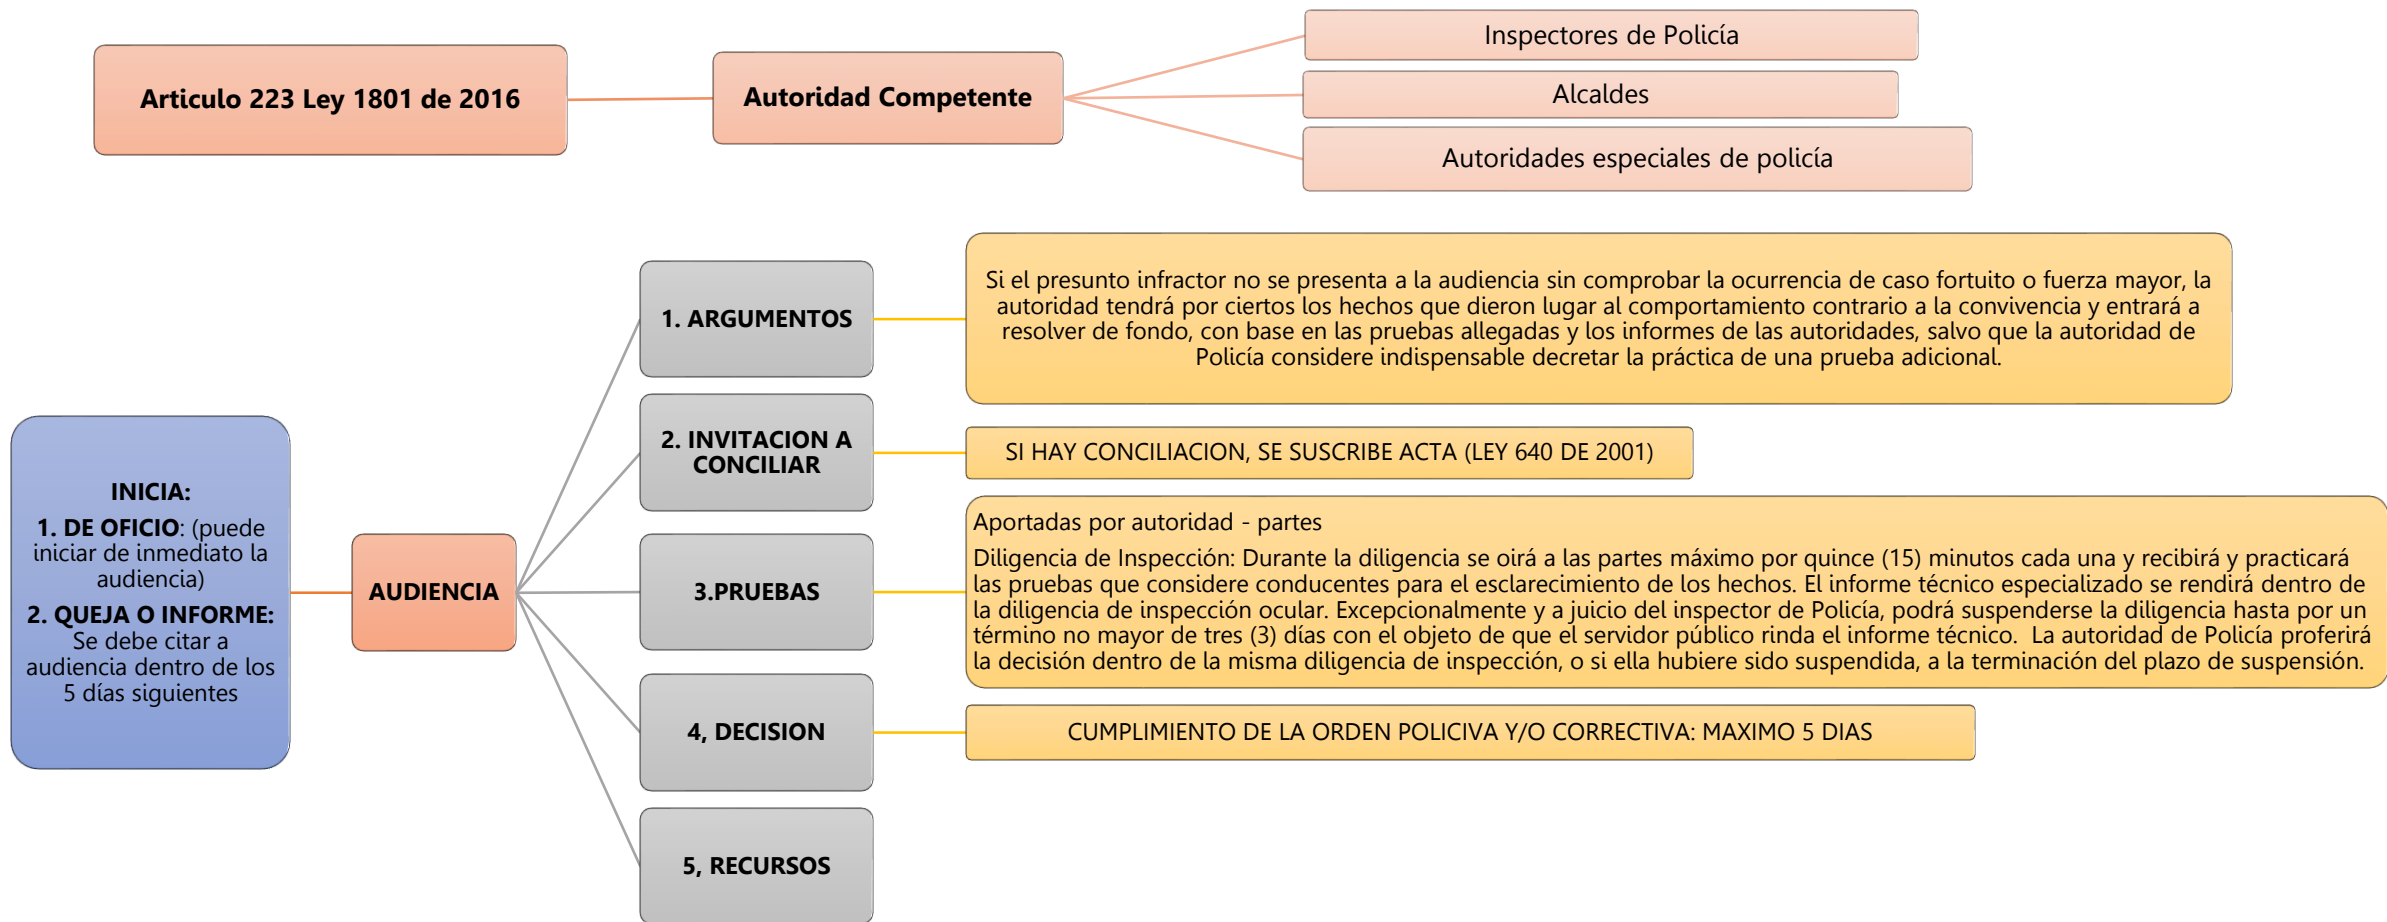 Articulo 223 Ley 1801 de 2016
Autoridad Competente
Inspectores de Policía
Alcaldes
Autoridades especiales de policía
INICIA:
1. DE OFICIO: (puede
iniciar de inmediato la
audiencia)
2. QUEJA O INFORME:
Se debe citar a
audiencia dentro de los
5 días siguientes
AUDIENCIA
1. ARGUMENTOS
Si el presunto infractor no se presenta a la audiencia sin comprobar la ocurrencia de caso fortuito o fuerza mayor, la
autoridad tendrá por ciertos los hechos que dieron lugar al comportamiento contrario a la convivencia y entrará a
resolver de fondo, con base en las pruebas allegadas y los informes de las autoridades, salvo que la autoridad de
Policía considere indispensable decretar la práctica de una prueba adicional.
2. INVITACION A
CONCILIAR
SI HAY CONCILIACION, SE SUSCRIBE ACTA (LEY 640 DE 2001)
3.PRUEBAS
Aportadas por autoridad - partes
Diligencia de Inspección: Durante la diligencia se oirá a las partes máximo por quince (15) minutos cada una y recibirá y practicará
las pruebas que considere conducentes para el esclarecimiento de los hechos. El informe técnico especializado se rendirá dentro de
la diligencia de inspección ocular. Excepcionalmente y a juicio del inspector de Policía, podrá suspenderse la diligencia hasta por un
término no mayor de tres (3) días con el objeto de que el servidor público rinda el informe técnico.  La autoridad de Policía proferirá
la decisión dentro de la misma diligencia de inspección, o si ella hubiere sido suspendida, a la terminación del plazo de suspensión.
4, DECISION
CUMPLIMIENTO DE LA ORDEN POLICIVA Y/O CORRECTIVA: MAXIMO 5 DIAS
5, RECURSOS